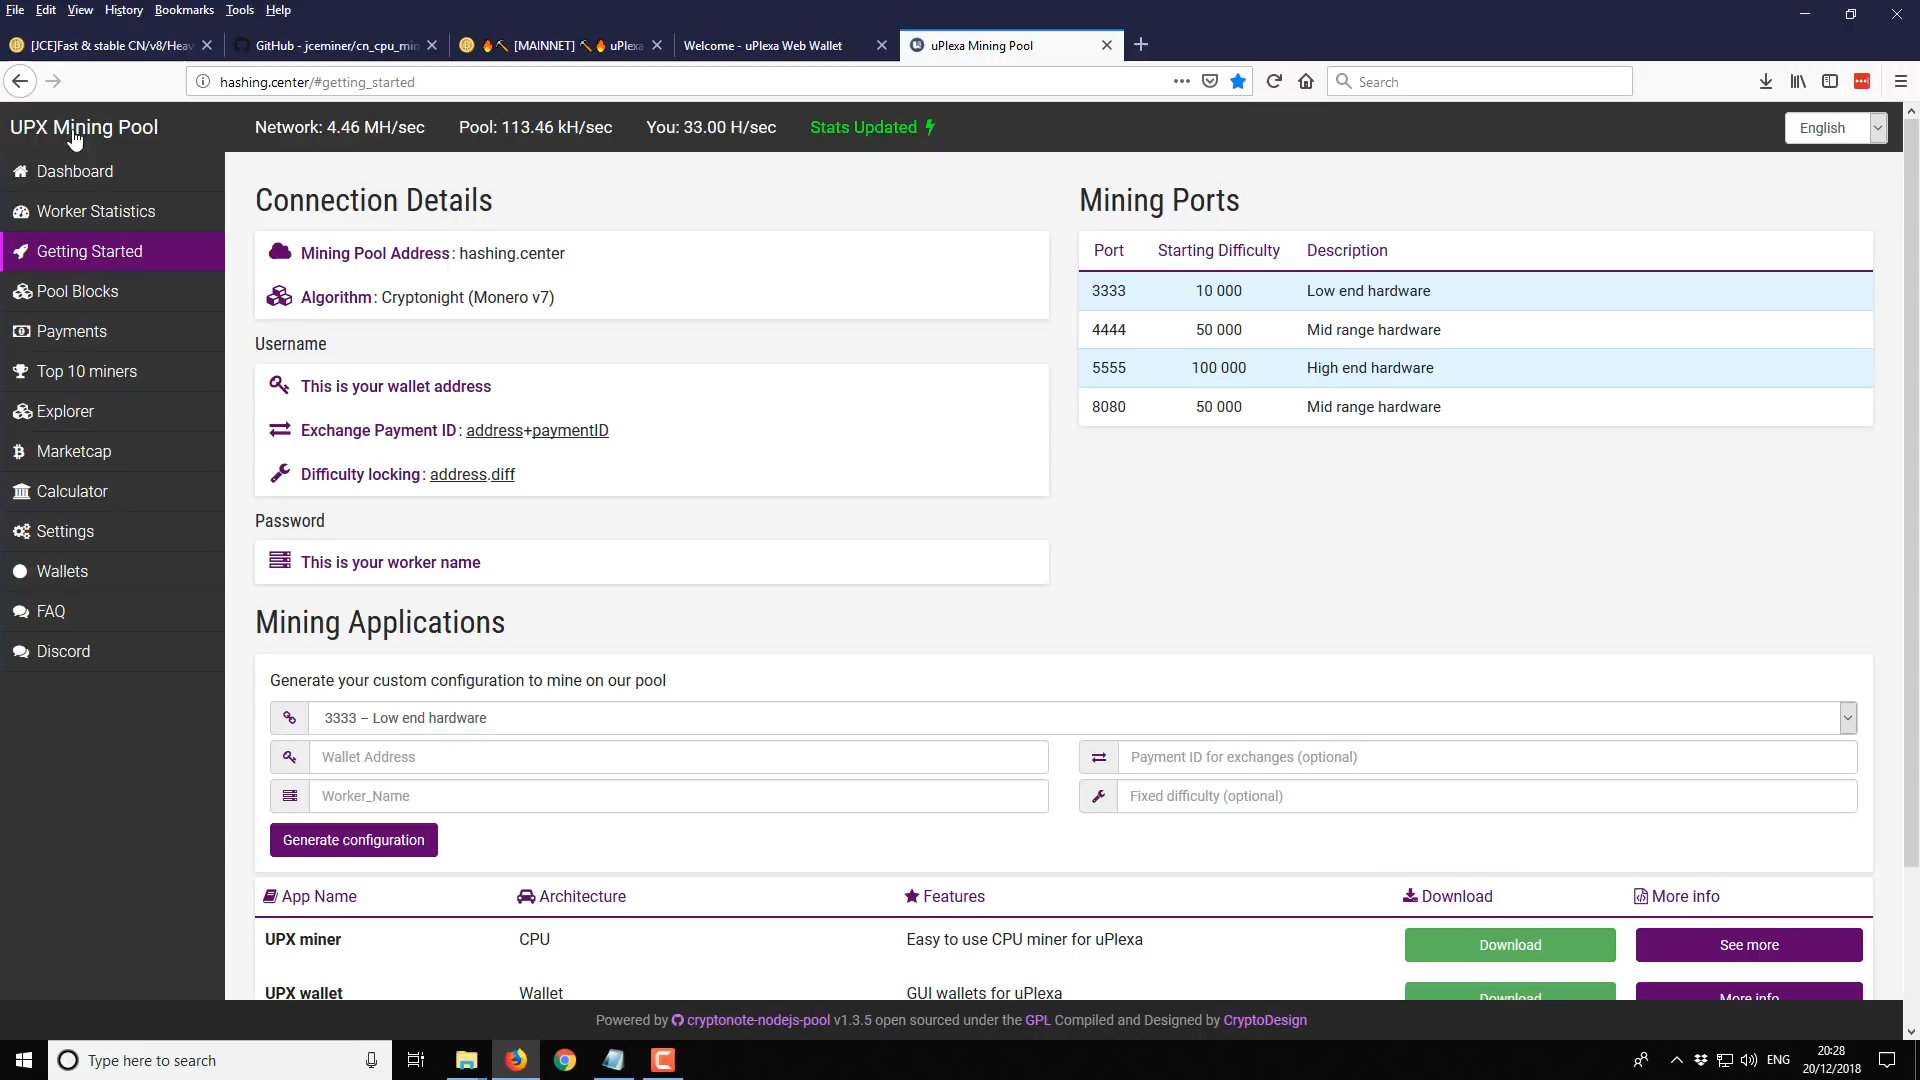 File Edit View History Bookmarks Tools Help
[JCE]Fast & stable CN/v8/Heav
GitHub - jceminer/cn_cpu_min
[MAINNET] uPlexa
Welcome - uPlexa Web Wallet
uPlexa Mining Pool
hashing.center/#getting_started
Search
UPX Mining Pool
Network: 4.46 MH/sec Pool: 113.46 kH/sec You: 33.00 H/sec Stats Updated
English
Dashboard
Worker Statistics
Getting Started
Pool Blocks
Payments
Top 10 miners
Explorer
Marketcap
Calculator
Settings
Wallets
FAQ
Discord
Connection Details
Mining Pool Address: hashing.center
Algorithm: Cryptonight (Monero v7)
Username
This is your wallet address
Exchange Payment ID: address+paymentID
Difficulty locking: address.diff
Password
This is your worker name
Mining Ports
Port Starting Difficulty Description
3333 10 000 Low end hardware
4444 50 000 Mid range hardware
5555 100 000 High end hardware
8080 50 000 Mid range hardware
Mining Applications
Generate your custom configuration to mine on our pool
3333 – Low end hardware
Wallet Address
Payment ID for exchanges (optional)
Worker_Name
Fixed difficulty (optional)
Generate configuration
App Name Architecture Features Download More info
UPX miner CPU Easy to use CPU miner for uPlexa Download See more
UPX wallet Wallet GUI wallets for uPlexa Download More info
Powered by cryptonote-nodejs-pool v1.3.5 open sourced under the GPL Compiled and Designed by CryptoDesign
Type here to search
ENG
20:28
20/12/2018